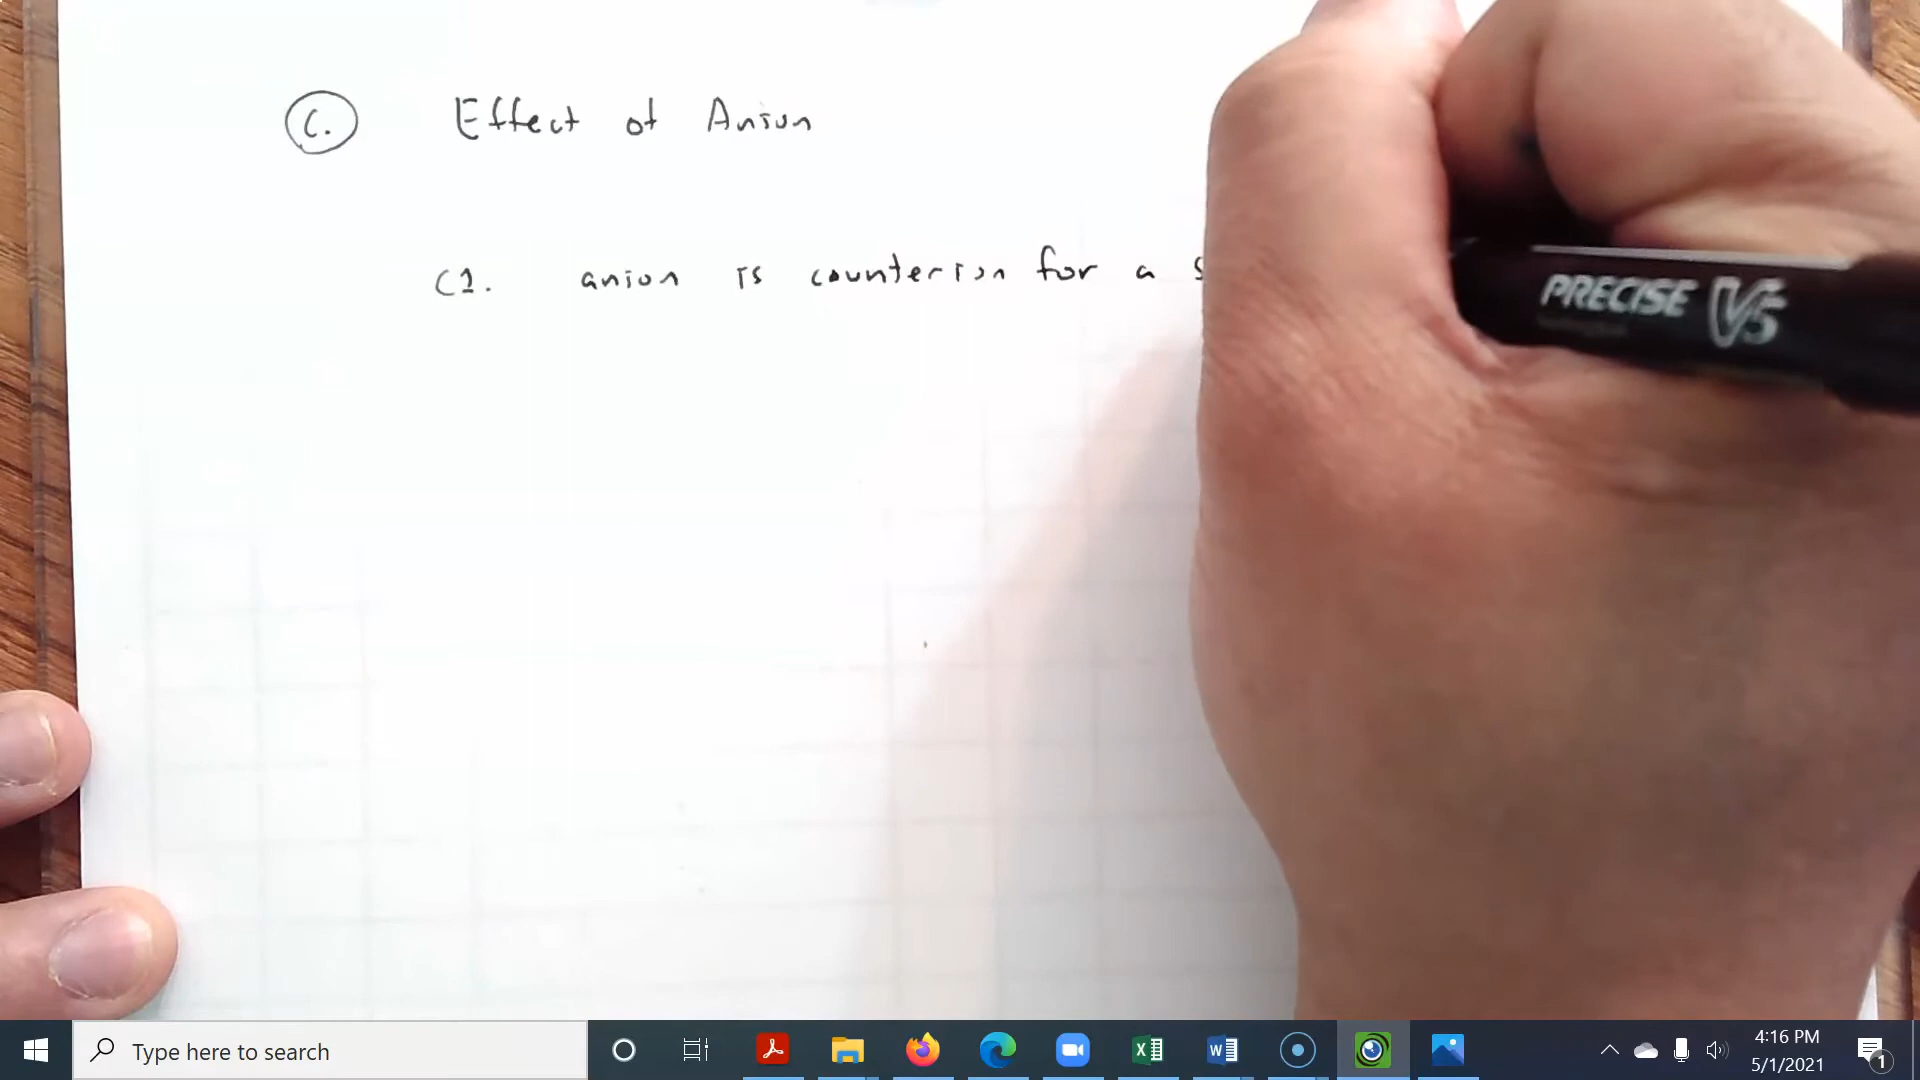 C. Effect of Anion
C1. anion is counterion for a s
PRECISE V5
Type here to search
4:16 PM
5/1/2021
1